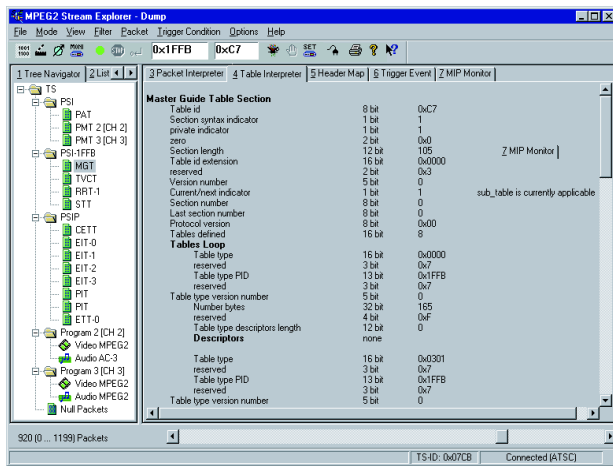 MPEG2 Stream Explorer - Dump
File Mode View Filter Packet Trigger Condition Options Help
0x1FFB 0xC7 SET
1 Tree Navigator 2 List
3 Packet Interpreter 4 Table Interpreter 5 Header Map 6 Trigger Event 7 MIP Monitor
TS
PSI
PAT
PMT 2 [CH 2]
PMT 3 [CH 3]
PSI-1FFB
MGT
TVCT
RRT-1
STT
PSIP
CETT
EIT-0
EIT-1
EIT-2
EIT-3
PIT
PIT
ETT-0
Program 2 [CH 2]
Video MPEG2
Audio AC-3
Program 3 [CH 3]
Video MPEG2
Audio MPEG2
Null Packets
Master Guide Table Section
Table id 8 bit 0xC7
Section syntax indicator 1 bit 1
private indicator 1 bit 1
zero 2 bit 0x0
Section length 12 bit 105 7 MIP Monitor
Table id extension 16 bit 0x0000
reserved 2 bit 0x3
Version number 5 bit 0
Current/next indicator 1 bit 1 sub_table is currently applicable
Section number 8 bit 0
Last section number 8 bit 0
Protocol version 8 bit 0x00
Tables defined 16 bit 8
Tables Loop
Table type 16 bit 0x0000
reserved 3 bit 0x7
Table type PID 13 bit 0x1FFB
reserved 3 bit 0x7
Table type version number 5 bit 0
Number bytes 32 bit 165
reserved 4 bit 0xF
Table type descriptors length 12 bit 0
Descriptors none
Table type 16 bit 0x0301
reserved 3 bit 0x7
Table type PID 13 bit 0x1FFB
reserved 3 bit 0x7
Table type version number 5 bit 0
920 (0 ... 1199) Packets
TS-ID: 0x07CB Connected (ATSC)